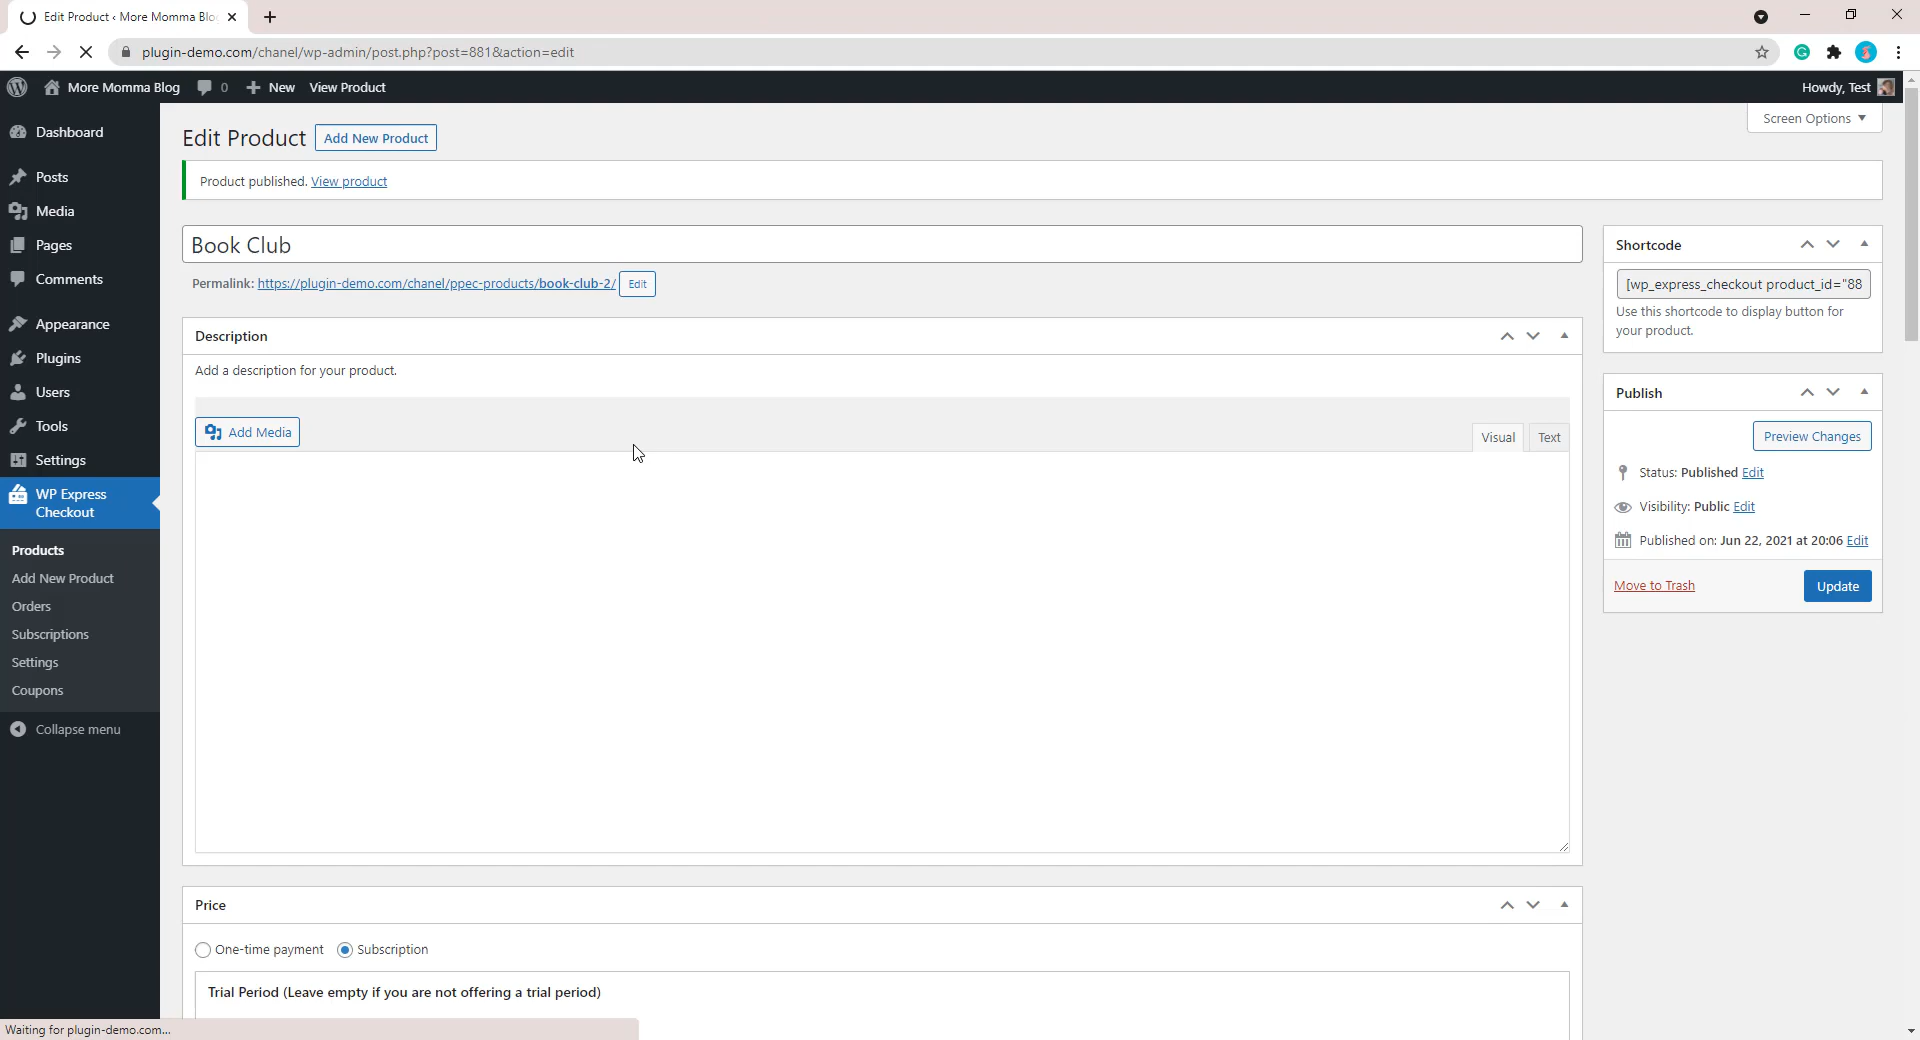 Edit Product ‹ More Momma Blo
plugin-demo.com/chanel/wp-admin/post.php?post=881&action=edit
More Momma Blog 0 New View Product Howdy, Test
Screen Options
Dashboard
Posts
Media
Pages
Comments
Appearance
Plugins
Users
Tools
Settings
WP Express
Checkout
Products
Add New Product
Orders
Subscriptions
Settings
Coupons
Collapse menu
Edit Product Add New Product
Product published. View product
Book Club
Permalink: https://plugin-demo.com/chanel/ppec-products/book-club-2/ Edit
Description
Add a description for your product.
Add Media
Visual Text
Price
One-time payment Subscription
Trial Period (Leave empty if you are not offering a trial period)
Shortcode
[wp_express_checkout product_id="88
Use this shortcode to display button for
your product.
Publish
Preview Changes
Status: Published Edit
Visibility: Public Edit
Published on: Jun 22, 2021 at 20:06 Edit
Move to Trash Update
Waiting for plugin-demo.com...